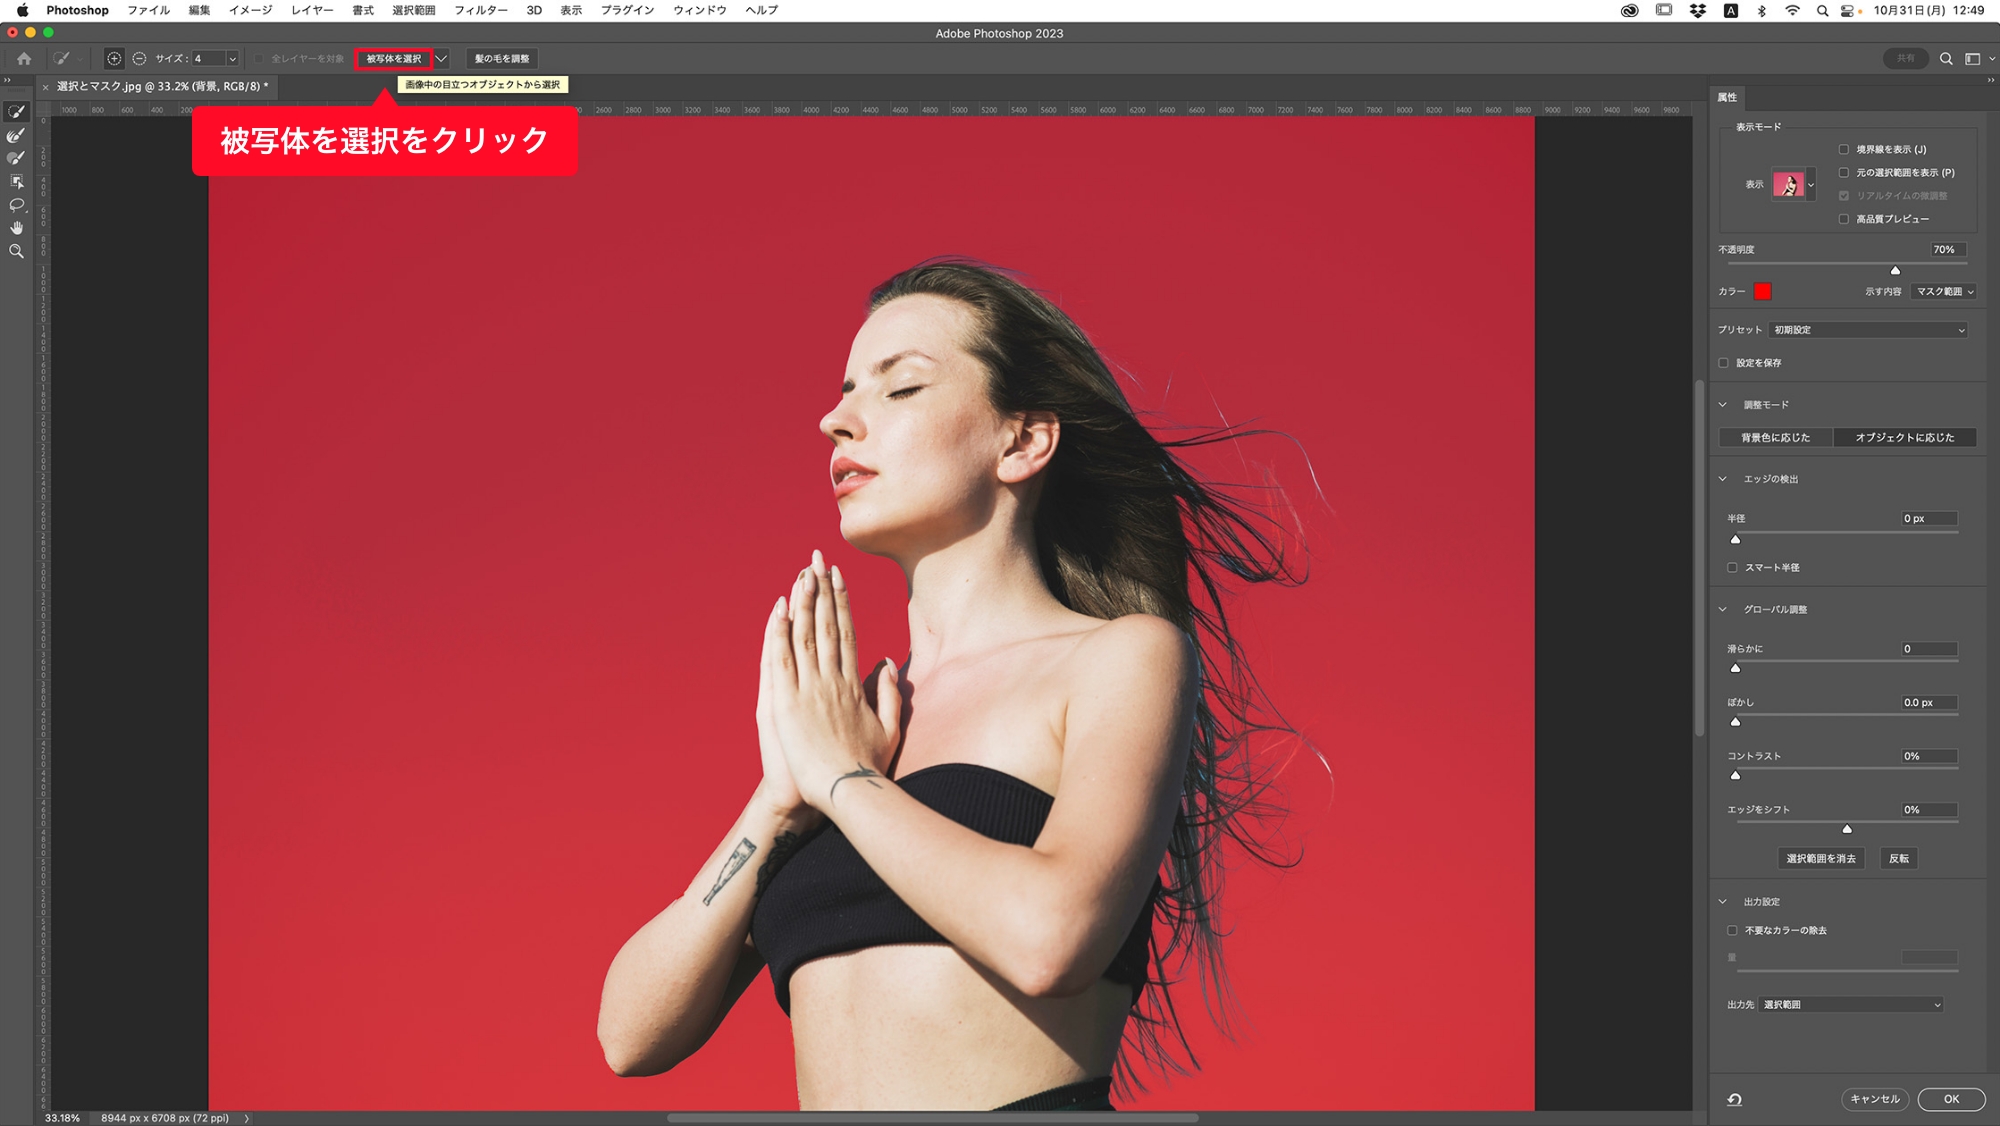 Photoshop ファイル 編集 イメージ レイヤー 書式 選択範囲 フィルター 3D 表示 プラグイン ウィンドウ ヘルプ
A 10月31日(月) 12:49
Adobe Photoshop 2023
サイズ: 4 全レイヤーを対象 被写体を選択 髪の毛を調整 共有
画像中の目立つオブジェクトから選択
× 選択とマスク.jpg @ 33.2% (背景, RGB/8) *
1000 800 600 400 200
2600 2800 3000 3200 3400 3600 3800 4000 4200 4400 4600 4800 5000 5200 5400 5600 5800 6000 6200 6400 6600 6800 7000 7200 7400 7600 7800 8000 8200 8400 8600 8800 9000 9200 9400 9600 9800
被写体を選択をクリック
属性
表示モード
境界線を表示 (J)
元の選択範囲を表示 (P)
表示
リアルタイムの微調整
高品質プレビュー
不透明度 70%
カラー 示す内容 マスク範囲
プリセット 初期設定
設定を保存
調整モード
背景色に応じた オブジェクトに応じた
エッジの検出
半径 0 px
スマート半径
グローバル調整
滑らかに 0
ぼかし 0.0 px
コントラスト 0%
エッジをシフト 0%
選択範囲を消去 反転
出力設定
不要なカラーの除去
量
出力先 選択範囲
キャンセル OK
33.18% 8944 px x 6708 px (72 ppi)